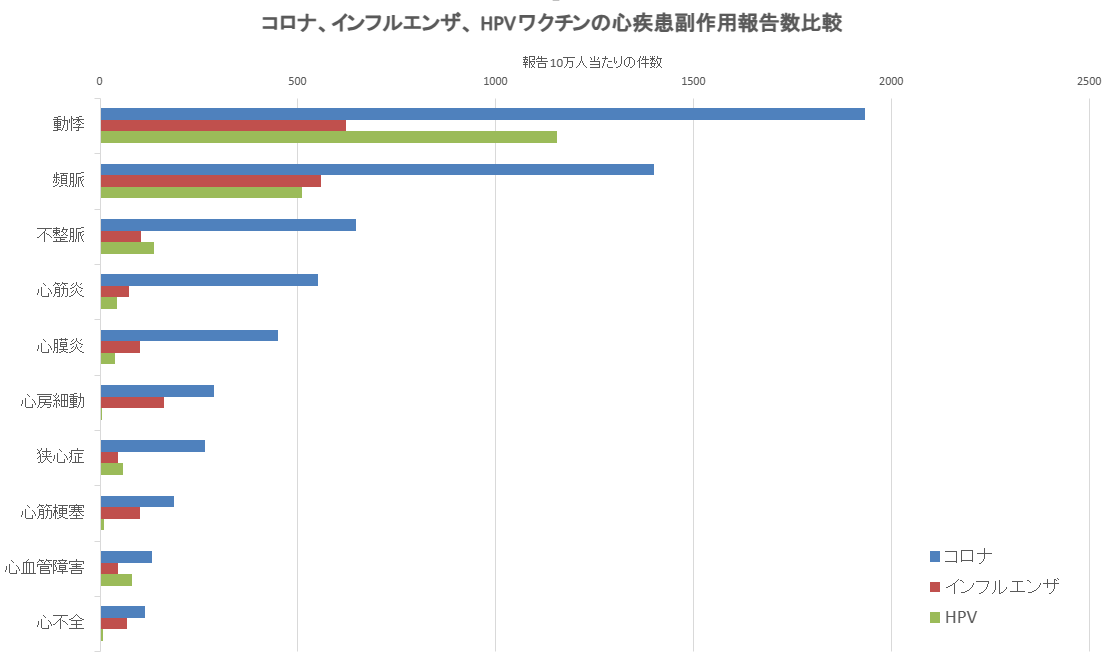 コロナ、インフルエンザ、HPVワクチンの心疾患副作用報告数比較
報告10万人当たりの件数
0 500 1000 1500 2000 2500
動悸
頻脈
不整脈
心筋炎
心膜炎
心房細動
狭心症
心筋梗塞
心血管障害
心不全
コロナ
インフルエンザ
HPV